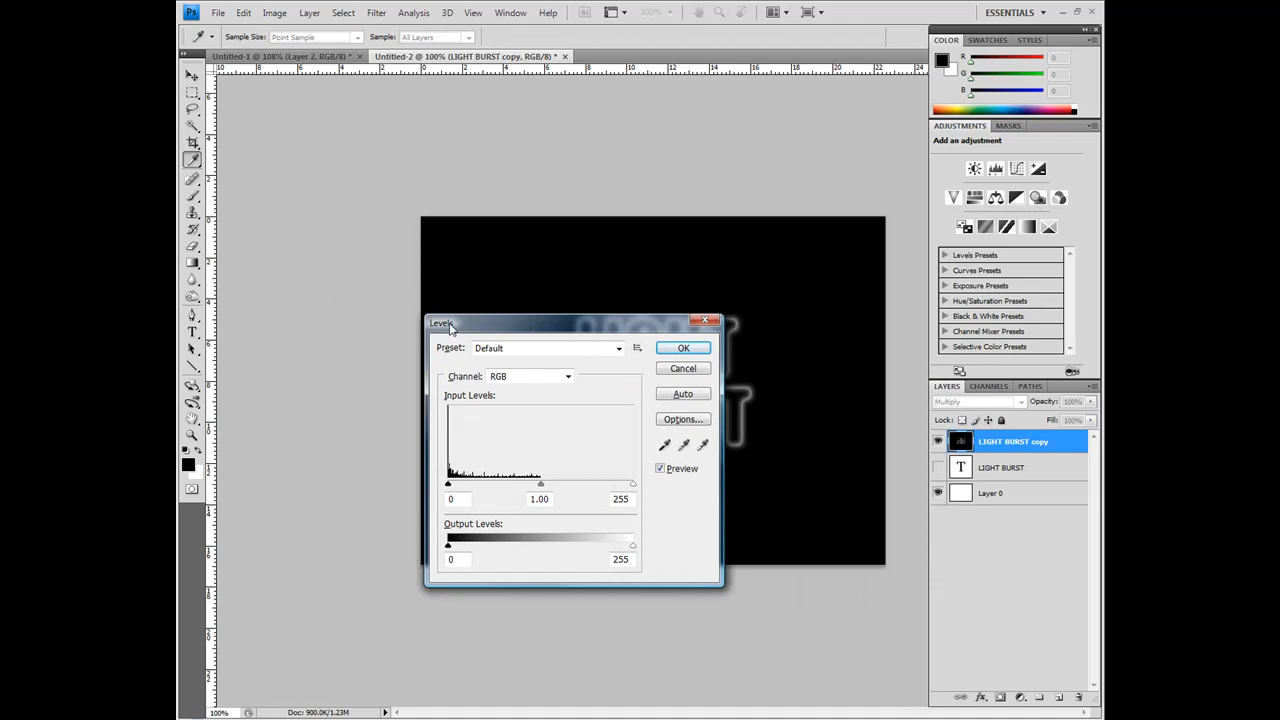 Ps File Edit Image Layer Select Filter Analysis 3D View Window Help 100% ESSENTIALS
Sample Size: Point Sample Sample: All Layers
Untitled-1 @ 108% (Layer 2, RGB/8) * × Untitled-2 @ 100% (LIGHT BURST copy, RGB/8) * ×
COLOR SWATCHES STYLES
R 0
G 0
B 0
ADJUSTMENTS MASKS
Add an adjustment
Levels Presets
Curves Presets
Exposure Presets
Hue/Saturation Presets
Black & White Presets
Channel Mixer Presets
Selective Color Presets
LAYERS CHANNELS PATHS
Multiply Opacity: 100%
Lock: Fill: 100%
LIGHT BURST copy
T LIGHT BURST
Layer 0
Levels
Preset: Default OK
Channel: RGB Cancel
Input Levels: Auto
Options...
Preview
0 1.00 255
Output Levels:
0 255
T
100% Doc: 900.0K/1.23M